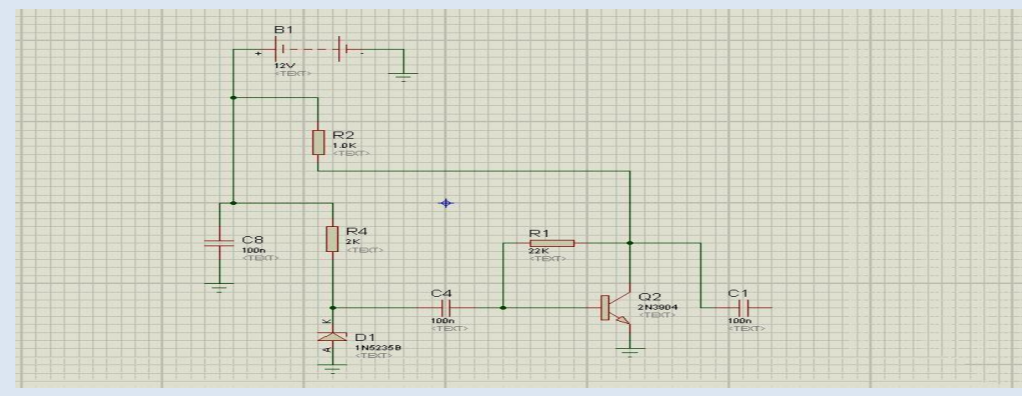 B1
+
-
12V
<TEXT>
R2
1.0K
<TEXT>
C8
100n
<TEXT>
R4
2K
<TEXT>
R1
22K
<TEXT>
C4
100n
<TEXT>
Q2
2N3904
<TEXT>
C1
100n
<TEXT>
K
A
D1
1N5235B
<TEXT>